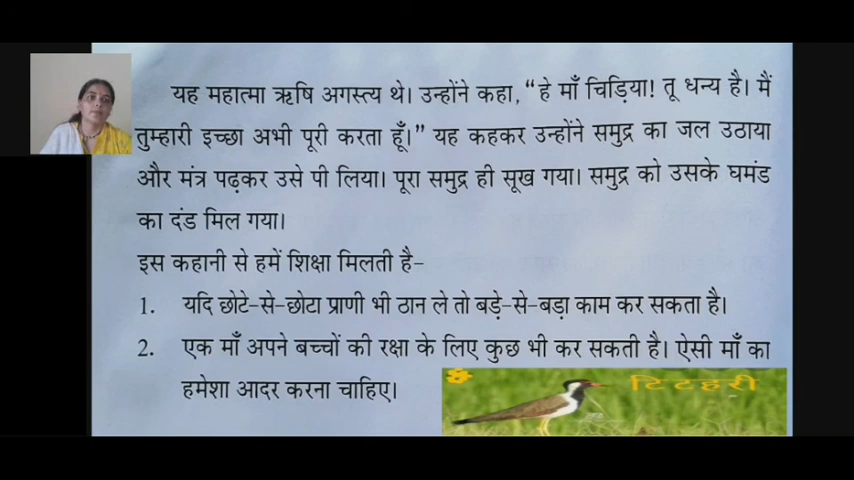 यह महात्मा ऋषि अगस्त्य थे। उन्होंने कहा, “हे माँ चिड़िया! तू धन्य है। मैं
तुम्हारी इच्छा अभी पूरी करता हूँ।” यह कहकर उन्होंने समुद्र का जल उठाया
और मंत्र पढ़कर उसे पी लिया। पूरा समुद्र ही सूख गया। समुद्र को उसके घमंड
का दंड मिल गया।
इस कहानी से हमें शिक्षा मिलती है-
1. यदि छोटे-से-छोटा प्राणी भी ठान ले तो बड़े-से-बड़ा काम कर सकता है।
2. एक माँ अपने बच्चों की रक्षा के लिए कुछ भी कर सकती है। ऐसी माँ का
हमेशा आदर करना चाहिए।
टिटहरी